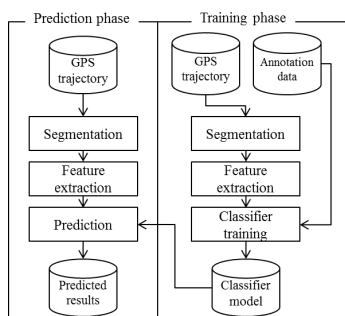 Prediction phase
GPS
trajectory
Segmentation
Feature
extraction
Prediction
Predicted
results
Training phase
GPS
trajectory
Annotation
data
Segmentation
Feature
extraction
Classifier
training
Classifier
model